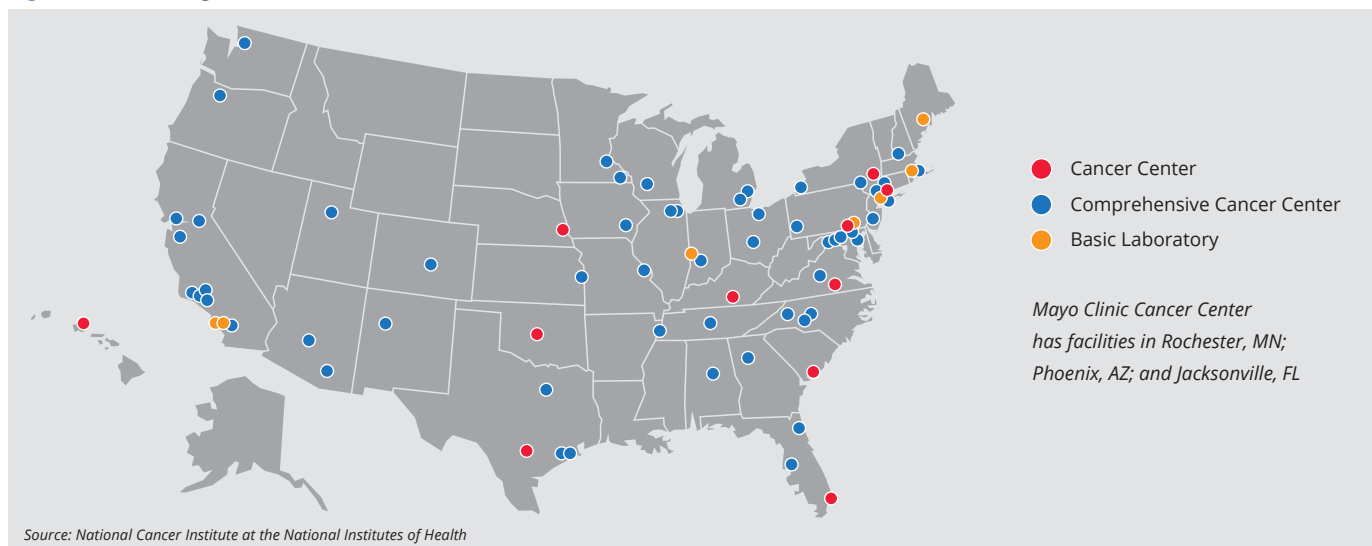 Cancer Center
Comprehensive Cancer Center
Basic Laboratory
Mayo Clinic Cancer Center
has facilities in Rochester, MN;
Phoenix, AZ; and Jacksonville, FL
Source: National Cancer Institute at the National Institutes of Health